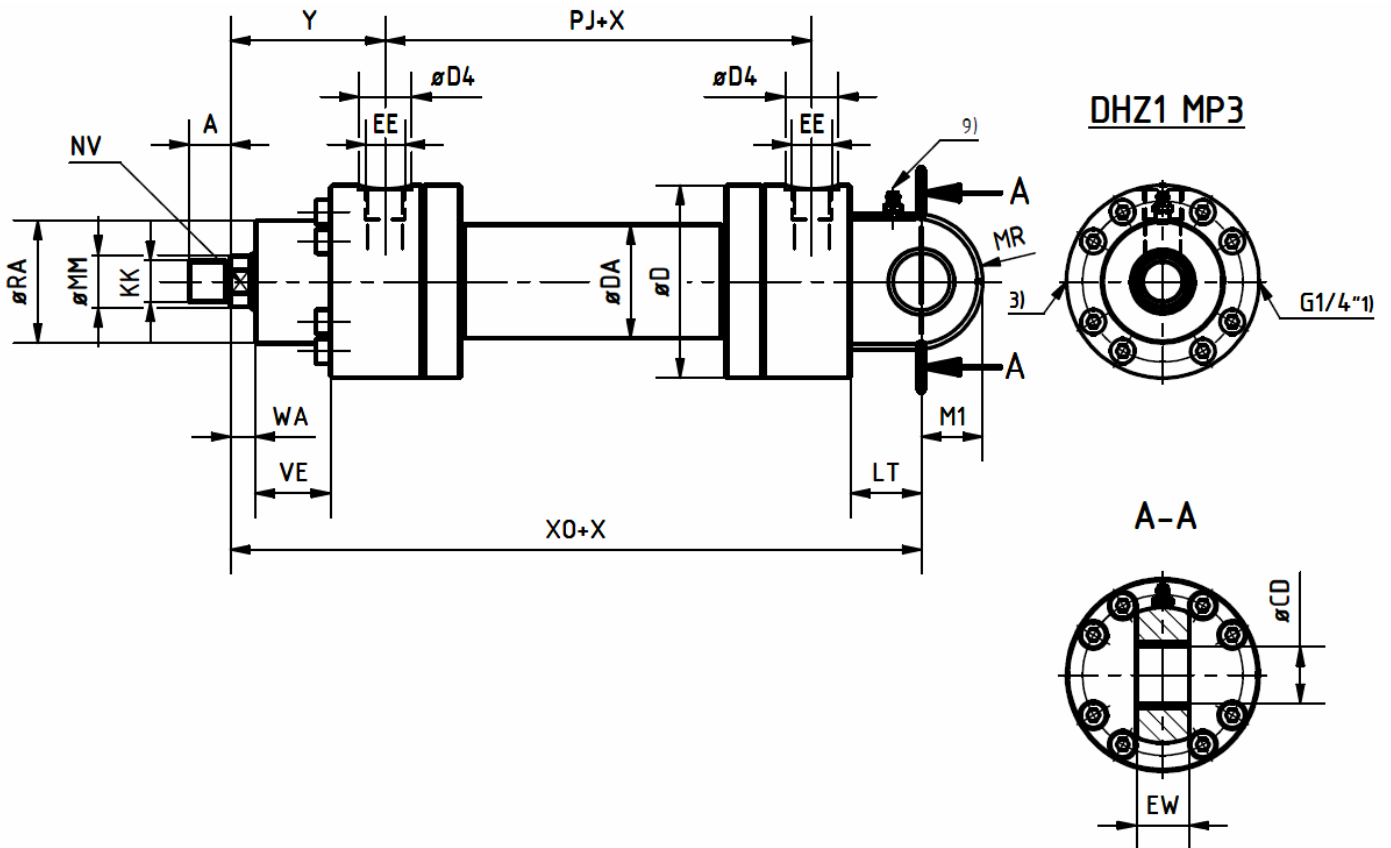 Y
PJ+X
øD4
øD4
DHZ1 MP3
A
EE
EE
9)
NV
A
MR
øRA
øMM
KK
øDA
øD
3)
G1/4"1)
A
WA
M1
VE
LT
XO+X
A-A
øCD
EW